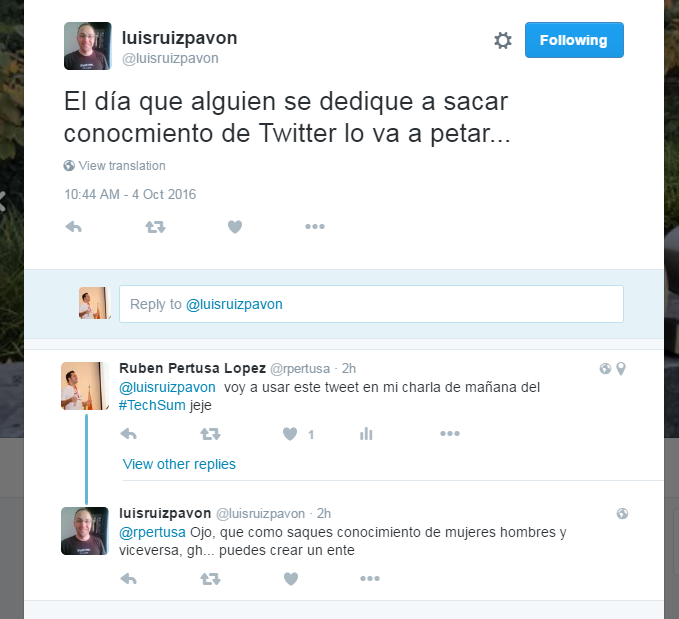 luisruizpavon
@luisruizpavon
Following
El día que alguien se dedique a sacar
conocmiento de Twitter lo va a petar...
View translation
10:44 AM - 4 Oct 2016
Reply to @luisruizpavon
Ruben Pertusa Lopez @rpertusa · 2h
@luisruizpavon voy a usar este tweet en mi charla de mañana del
#TechSum jeje
1
View other replies
luisruizpavon @luisruizpavon · 2h
@rpertusa Ojo, que como saques conocimiento de mujeres hombres y
viceversa, gh... puedes crear un ente